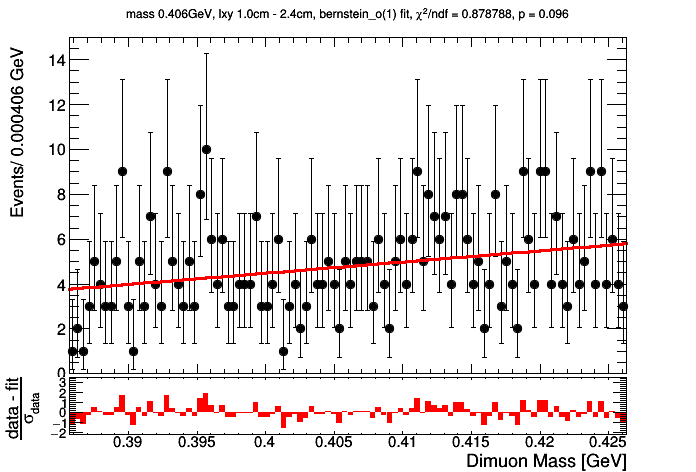 mass 0.406GeV, lxy 1.0cm - 2.4cm, bernstein_o(1) fit, χ²/ndf = 0.878788, p = 0.096
Events/ 0.000406 GeV
14
12
10
8
6
4
2
0
data - fit
σdata
3
2
1
0
−1
−2
0.39 0.395 0.4 0.405 0.41 0.415 0.42 0.425
Dimuon Mass [GeV]